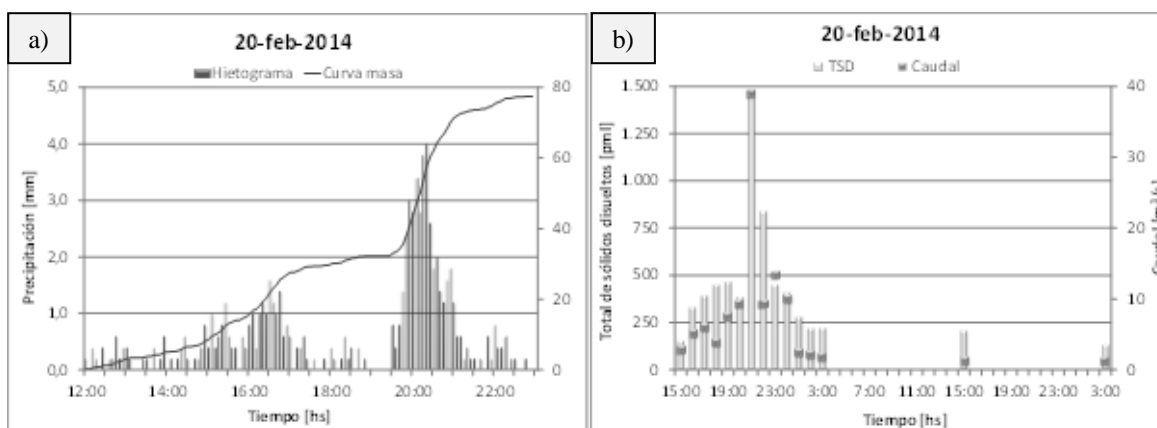 a)
20-feb-2014
Hietograma Curva masa
5,0
4,0
3,0
2,0
1,0
0,0
80
60
40
20
0
Precipitación [mm]
12:00 14:00 16:00 18:00 20:00 22:00
Tiempo [hs]
b)
20-feb-2014
TSD Caudal
1.500
1.250
1.000
750
500
250
0
40
30
20
10
0
Total de sólidos disueltos [pml]
15:00 19:00 23:00 3:00 7:00 11:00 15:00 19:00 23:00 3:00
Tiempo [hs]
Caudal